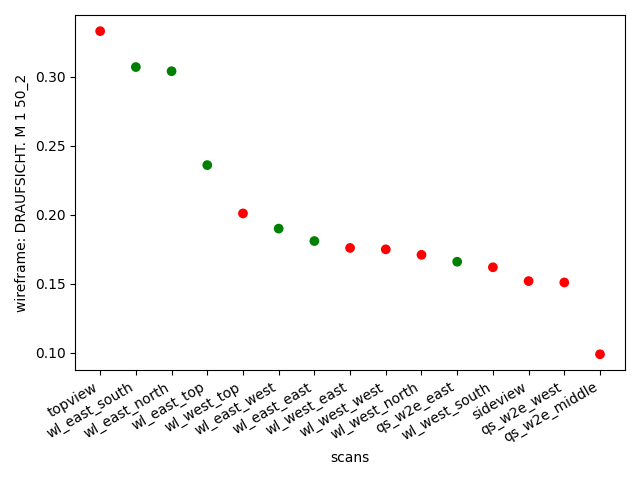 wireframe: DRAUFSICHT. M 1 50_2
0.30
0.25
0.20
0.15
0.10
topview
wl_east_south
wl_east_north
wl_east_top
wl_west_top
wl_east_west
wl_east_east
wl_west_east
wl_west_west
wl_west_north
qs_w2e_east
wl_west_south
sideview
qs_w2e_west
qs_w2e_middle
scans